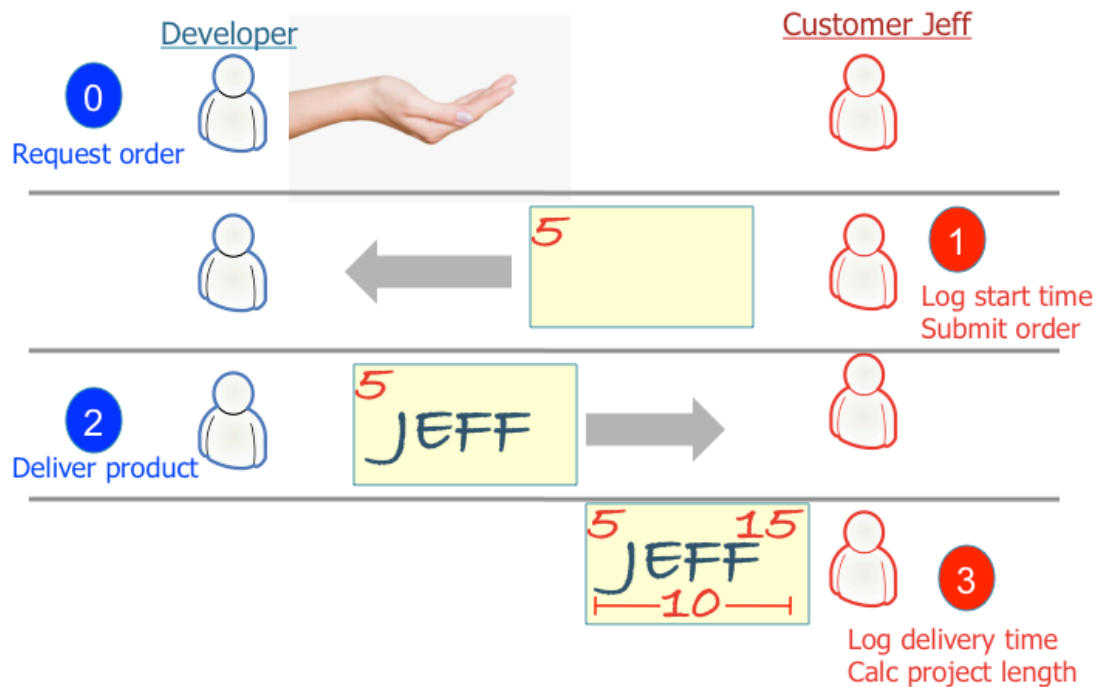 Developer
Customer Jeff
0
Request order
5
1
Log start time
Submit order
2
Deliver product
5
JEFF
5 15
JEFF
10
3
Log delivery time
Calc project length